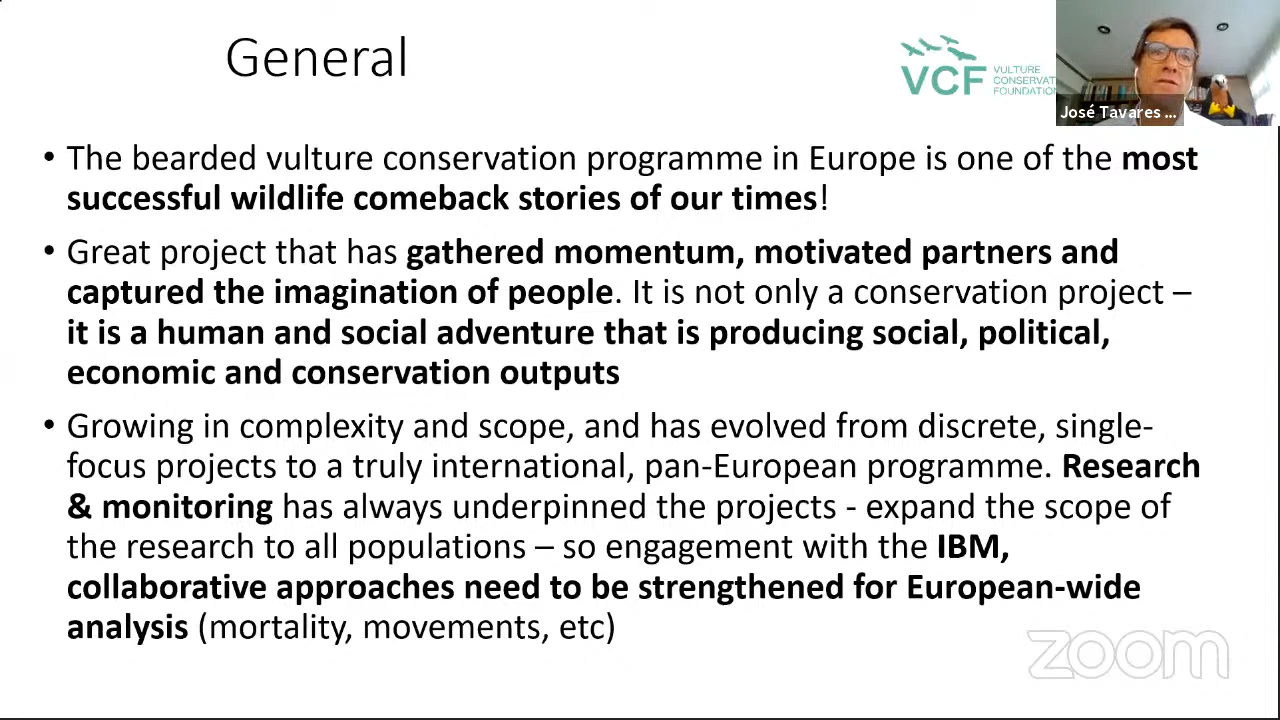 General
VCF
VULTURE
CONSERVAT
FOUNDATION
José Tavares ...
• The bearded vulture conservation programme in Europe is one of the most
successful wildlife comeback stories of our times!
• Great project that has gathered momentum, motivated partners and
captured the imagination of people. It is not only a conservation project –
it is a human and social adventure that is producing social, political,
economic and conservation outputs
• Growing in complexity and scope, and has evolved from discrete, single-
focus projects to a truly international, pan-European programme. Research
& monitoring has always underpinned the projects - expand the scope of
the research to all populations – so engagement with the IBM,
collaborative approaches need to be strengthened for European-wide
analysis (mortality, movements, etc)
zoom